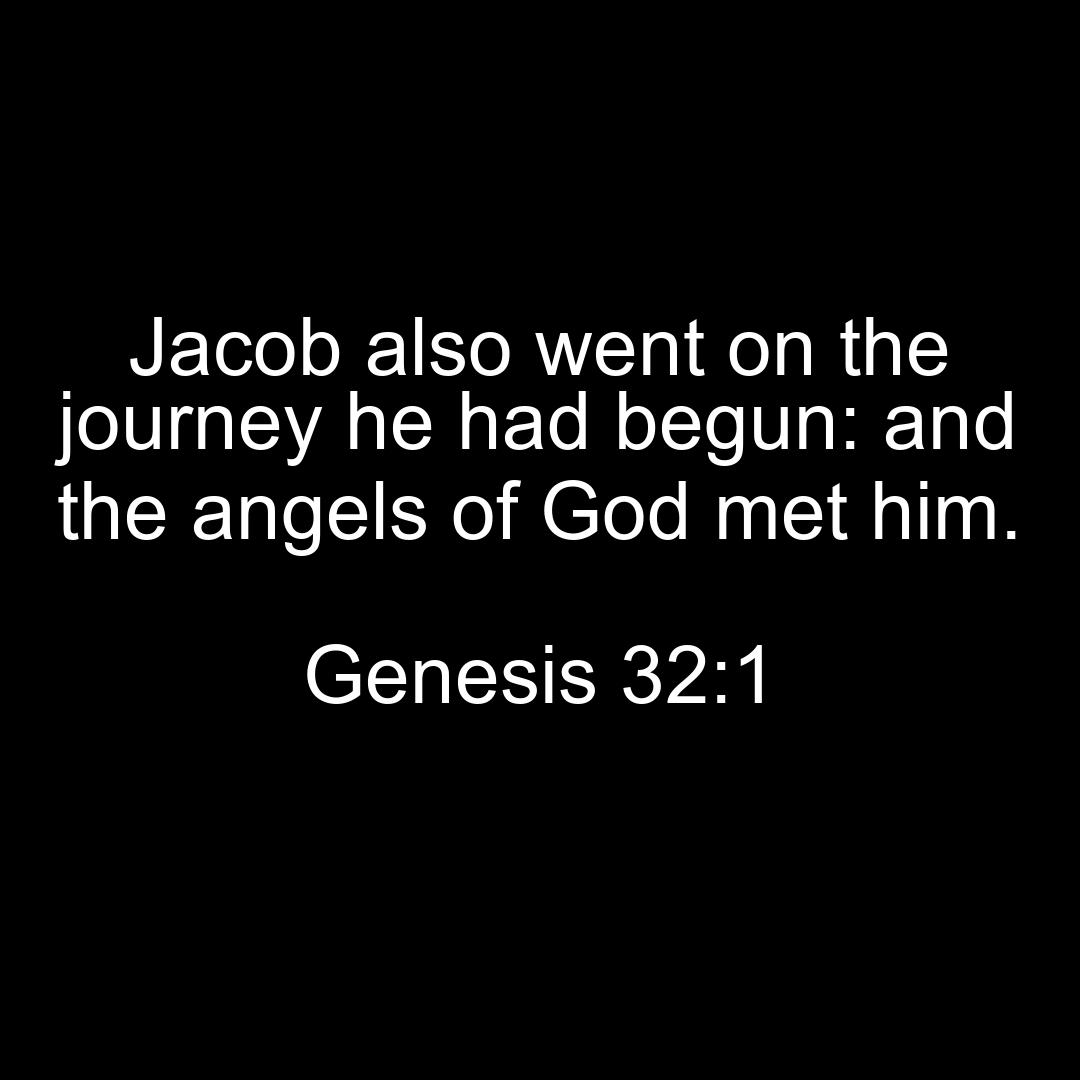 Jacob also went on the
journey he had begun: and
the angels of God met him.
Genesis 32:1